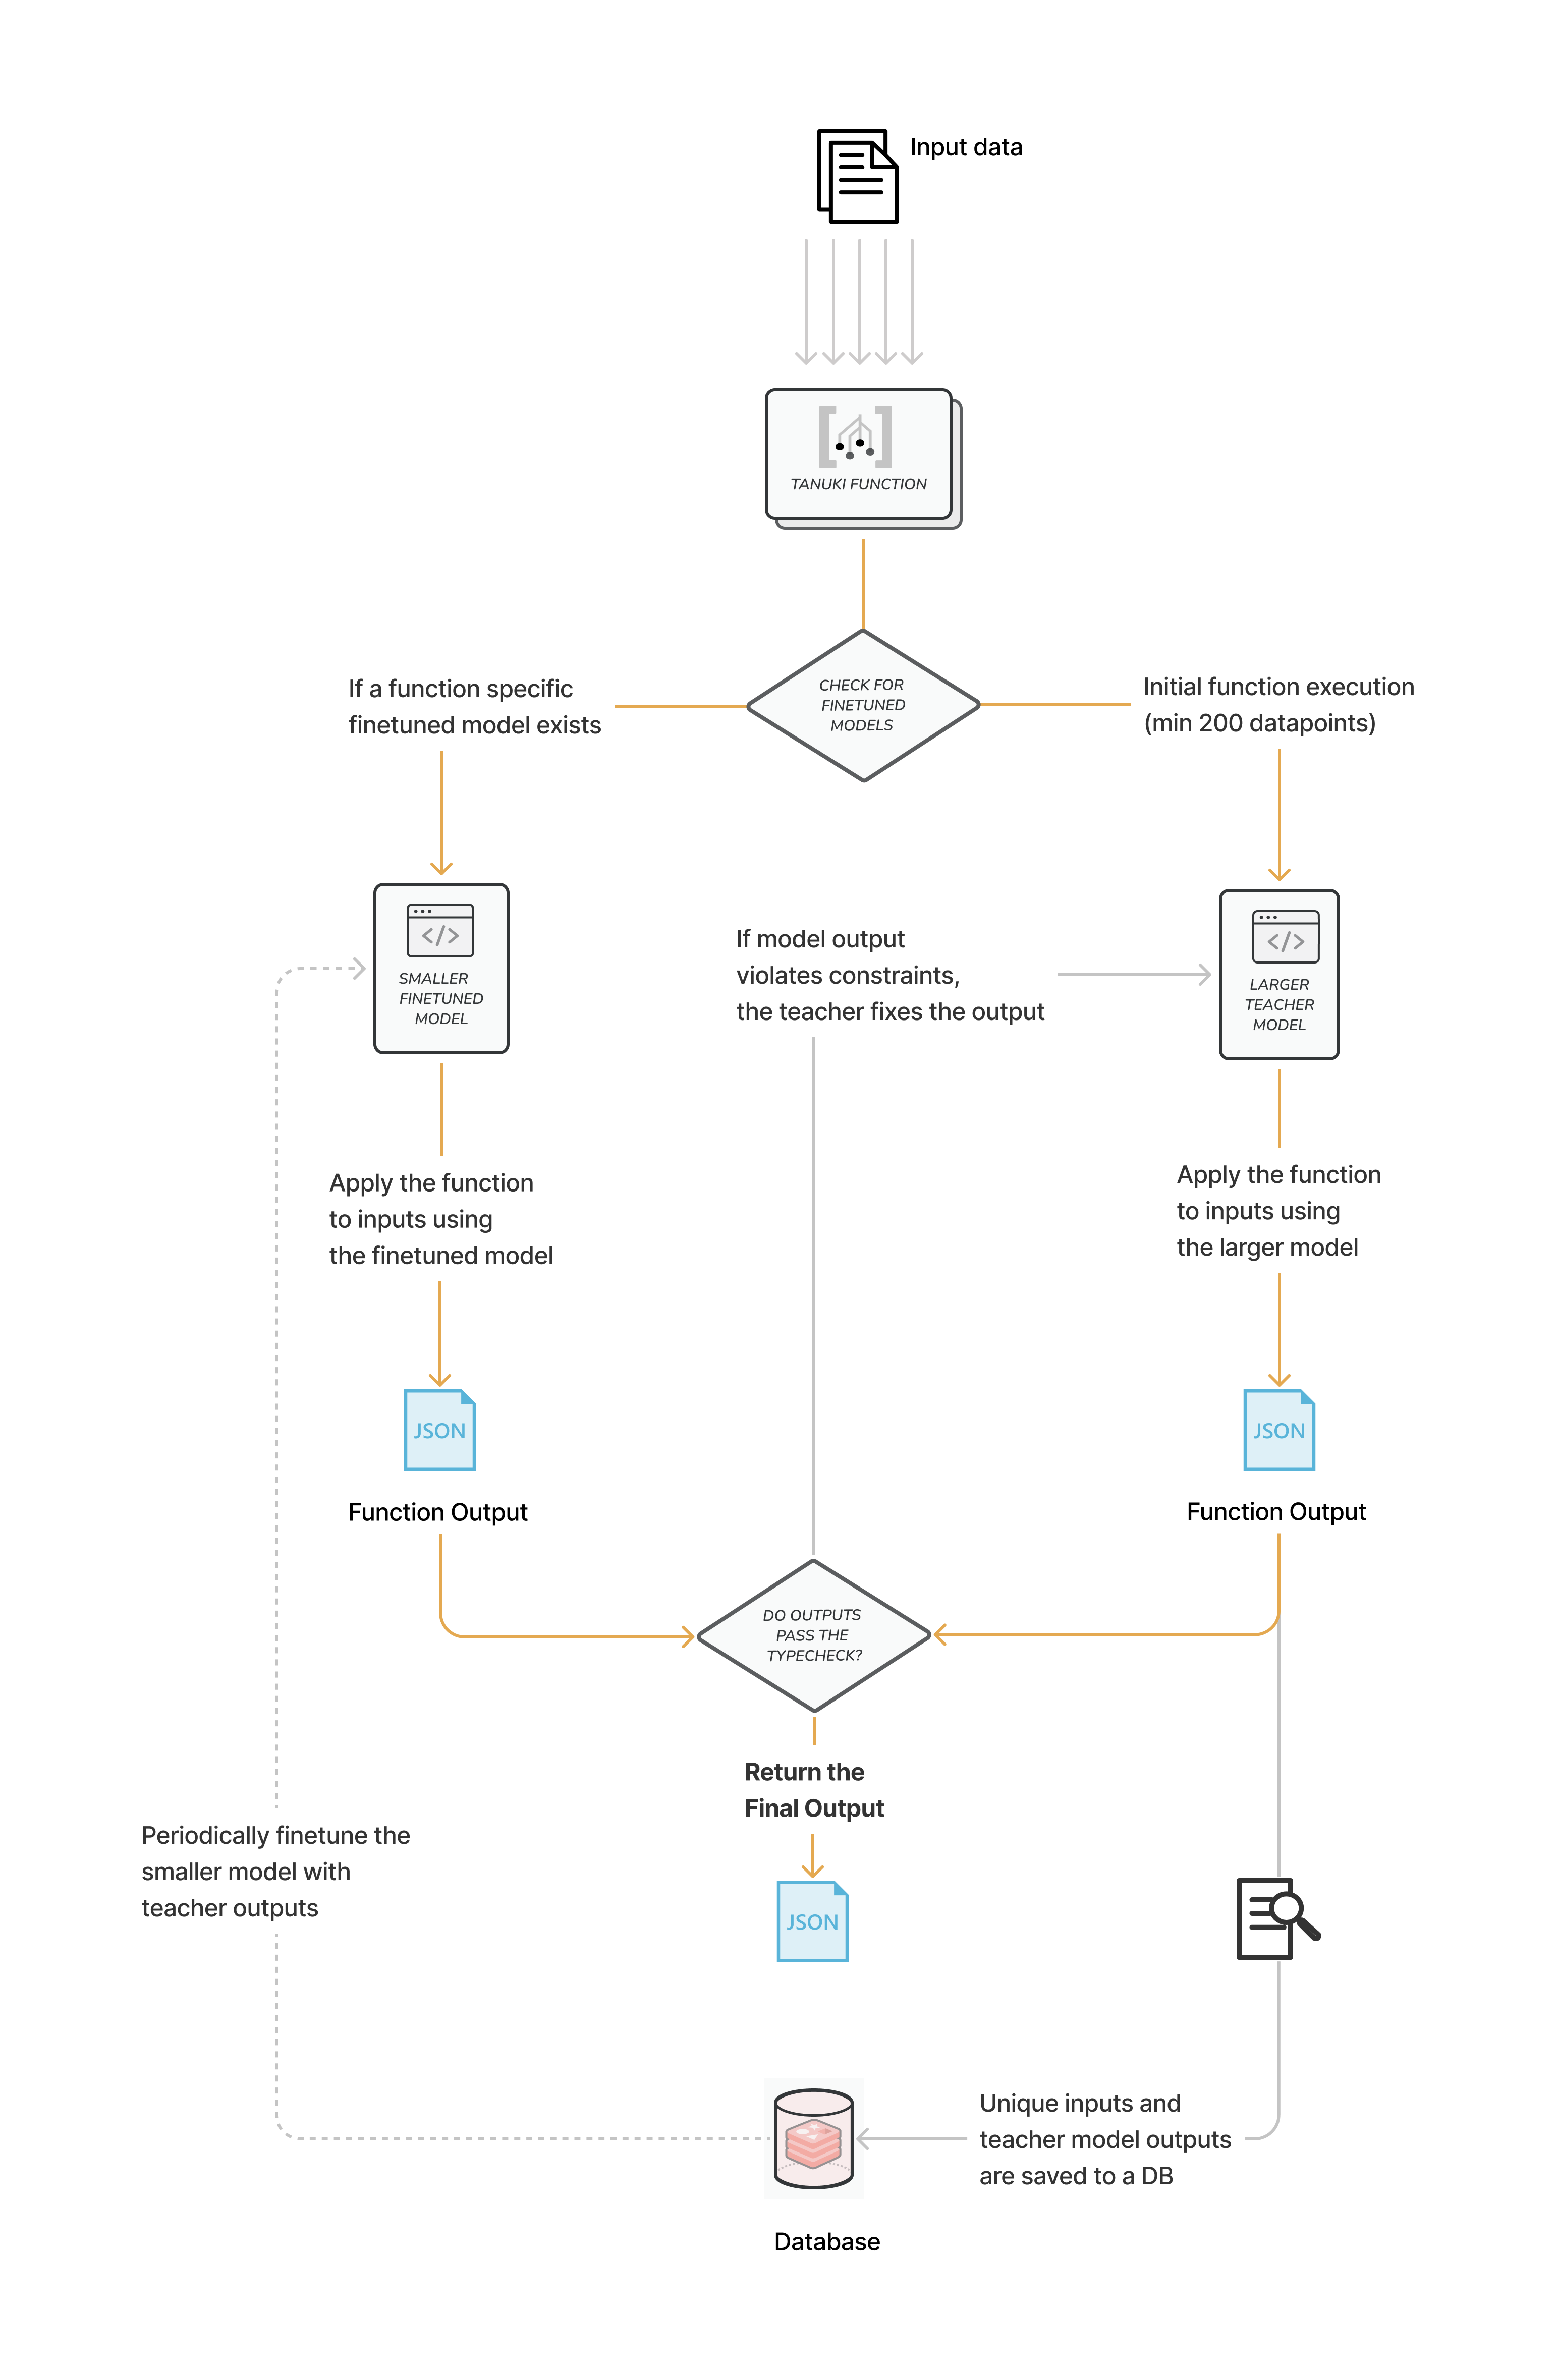 Input data
TANUKI FUNCTION
CHECK FOR
FINETUNED
MODELS
If a function specific
finetuned model exists
Initial function execution
(min 200 datapoints)
SMALLER
FINETUNED
MODEL
If model output
violates constraints,
the teacher fixes the output
LARGER
TEACHER
MODEL
Apply the function
to inputs using
the finetuned model
Apply the function
to inputs using
the larger model
JSON
Function Output
JSON
Function Output
DO OUTPUTS
PASS THE
TYPECHECK?
Return the
Final Output
JSON
Periodically finetune the
smaller model with
teacher outputs
Unique inputs and
teacher model outputs
are saved to a DB
Database